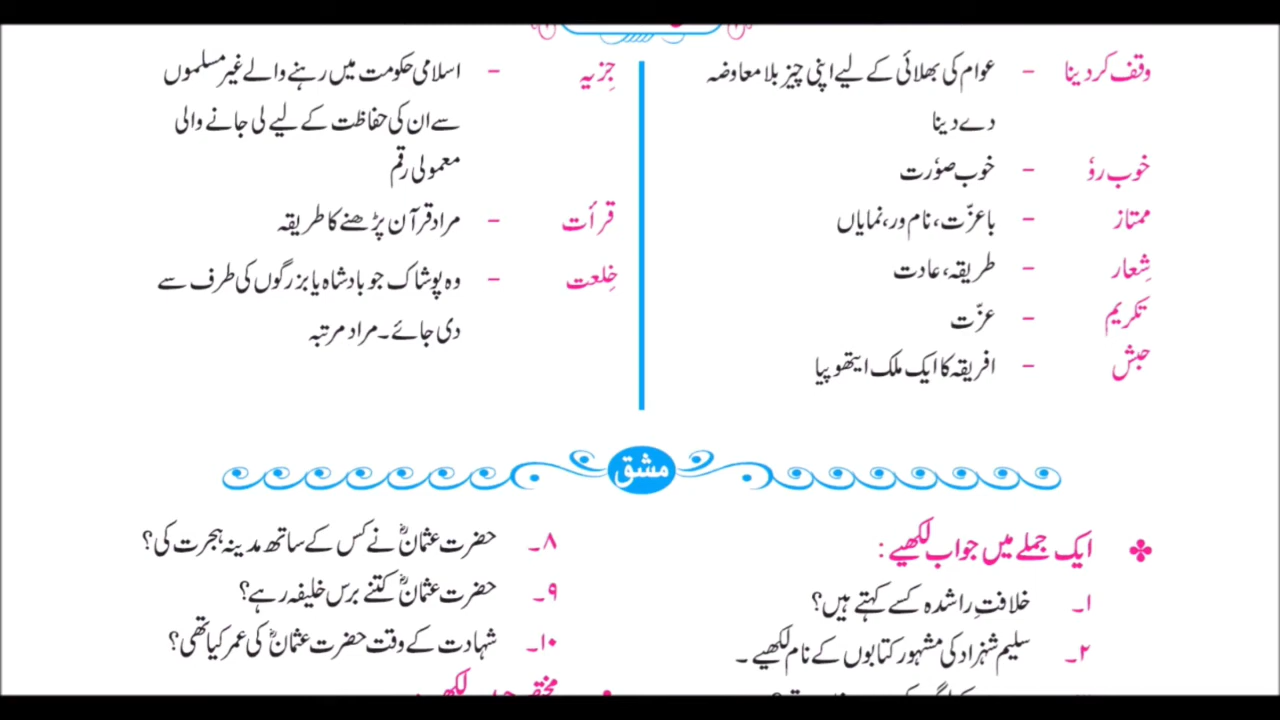 وقف کر دینا - عوام کی بھلائی کے لیے اپنی چیز بلا معاوضہ
دے دینا
خوب رٗو - خوب صوٗرت
ممتاز - باعزّت، نام ور، نمایاں
شِعار - طریقہ، عادت
تکریم - عزّت
حبش - افریقہ کا ایک ملک ایتھوپیا
جِزیہ - اسلامی حکومت میں رہنے والے غیر مسلموں
سے ان کی حفاظت کے لیے لی جانے والی
معمولی رقم
قرأت - مراد قرآن پڑھنے کا طریقہ
خِلعت - وہ پوشاک جو بادشاہ یا بزرگوں کی طرف سے
دی جائے۔ مراد مرتبہ
مشق
ایک جملے میں جواب لکھیے :
۱۔ خلافتِ راشدہ کسے کہتے ہیں؟
۲۔ سلیم شہزاد کی مشہور کتابوں کے نام لکھیے۔
۸۔ حضرت عثمانؓ نے کس کے ساتھ مدینہ ہجرت کی؟
۹۔ حضرت عثمانؓ کتنے برس خلیفہ رہے؟
۱۰۔ شہادت کے وقت حضرت عثمانؓ کی عمر کیا تھی؟